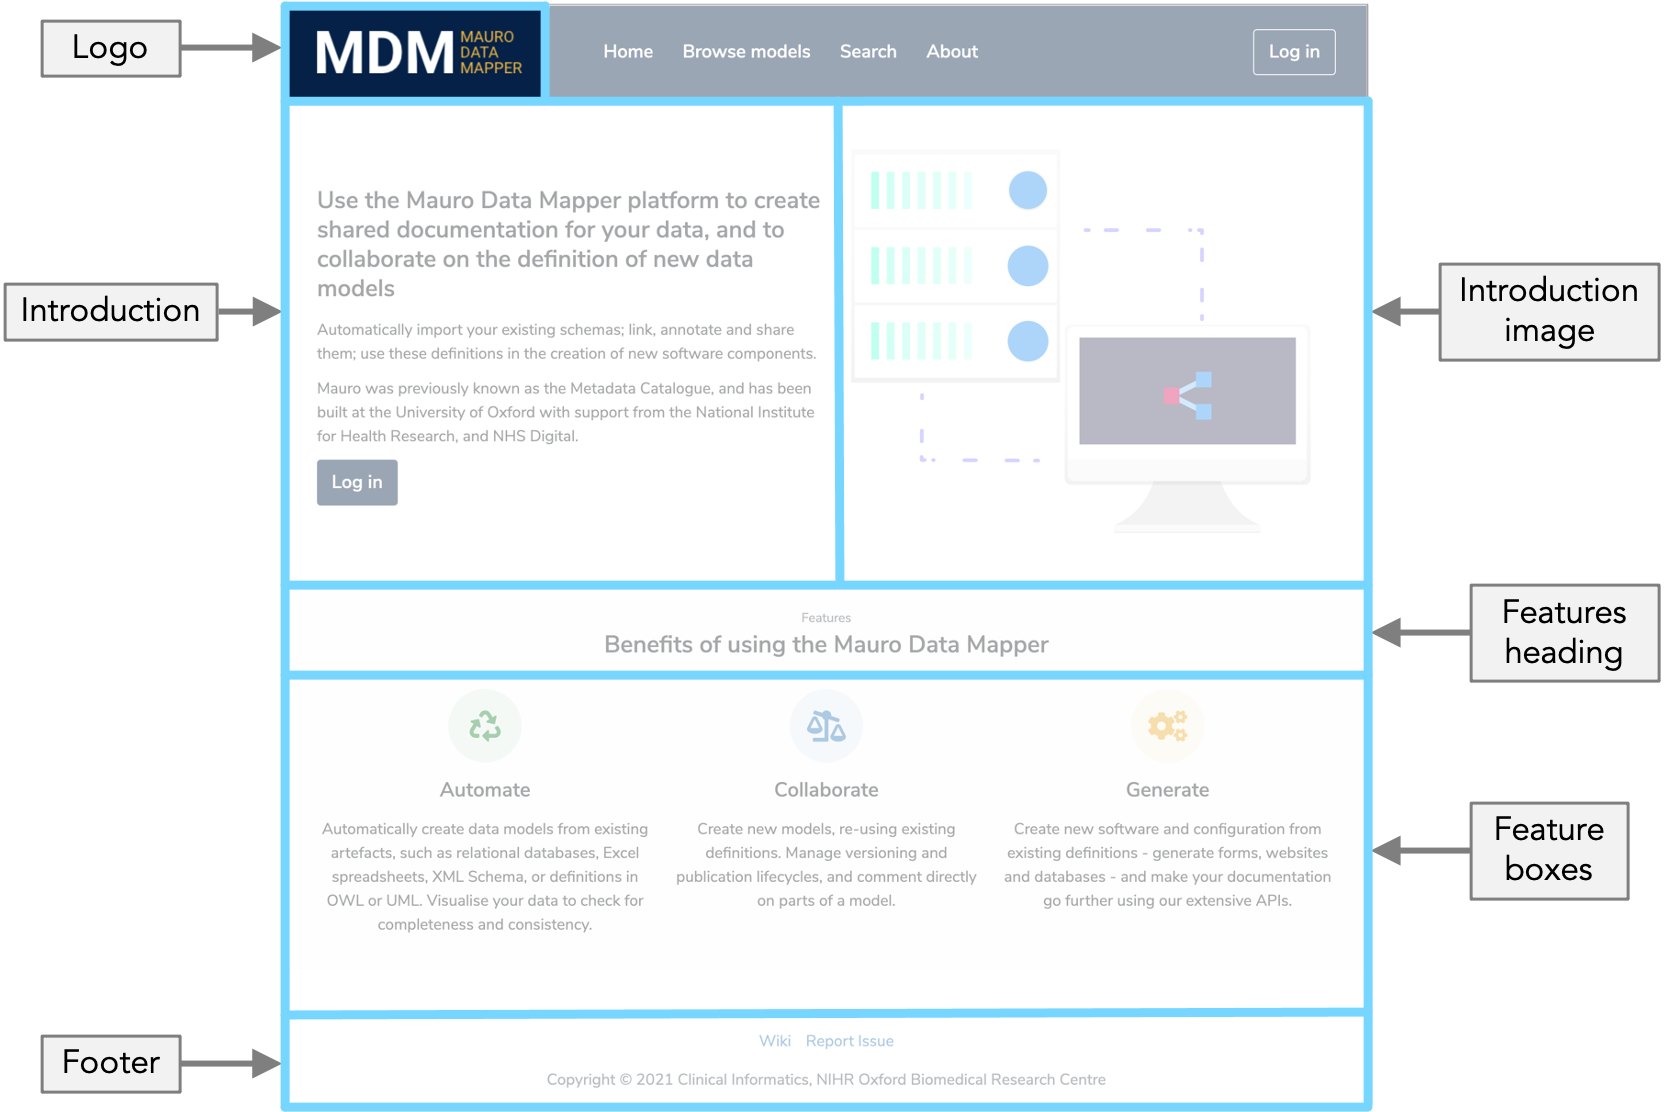 Logo
MDM
MAURO
DATA
MAPPER
Home Browse models Search About Log in
Introduction
Use the Mauro Data Mapper platform to create
shared documentation for your data, and to
collaborate on the definition of new data
models
Automatically import your existing schemas; link, annotate and share
them; use these definitions in the creation of new software components.
Mauro was previously known as the Metadata Catalogue, and has been
built at the University of Oxford with support from the National Institute
for Health Research, and NHS Digital.
Log in
Introduction
image
Features
Benefits of using the Mauro Data Mapper
Features
heading
Automate
Automatically create data models from existing
artefacts, such as relational databases, Excel
spreadsheets, XML Schema, or definitions in
OWL or UML. Visualise your data to check for
completeness and consistency.
Collaborate
Create new models, re-using existing
definitions. Manage versioning and
publication lifecycles, and comment directly
on parts of a model.
Generate
Create new software and configuration from
existing definitions - generate forms, websites
and databases - and make your documentation
go further using our extensive APIs.
Feature
boxes
Footer
Wiki Report Issue
Copyright © 2021 Clinical Informatics, NIHR Oxford Biomedical Research Centre